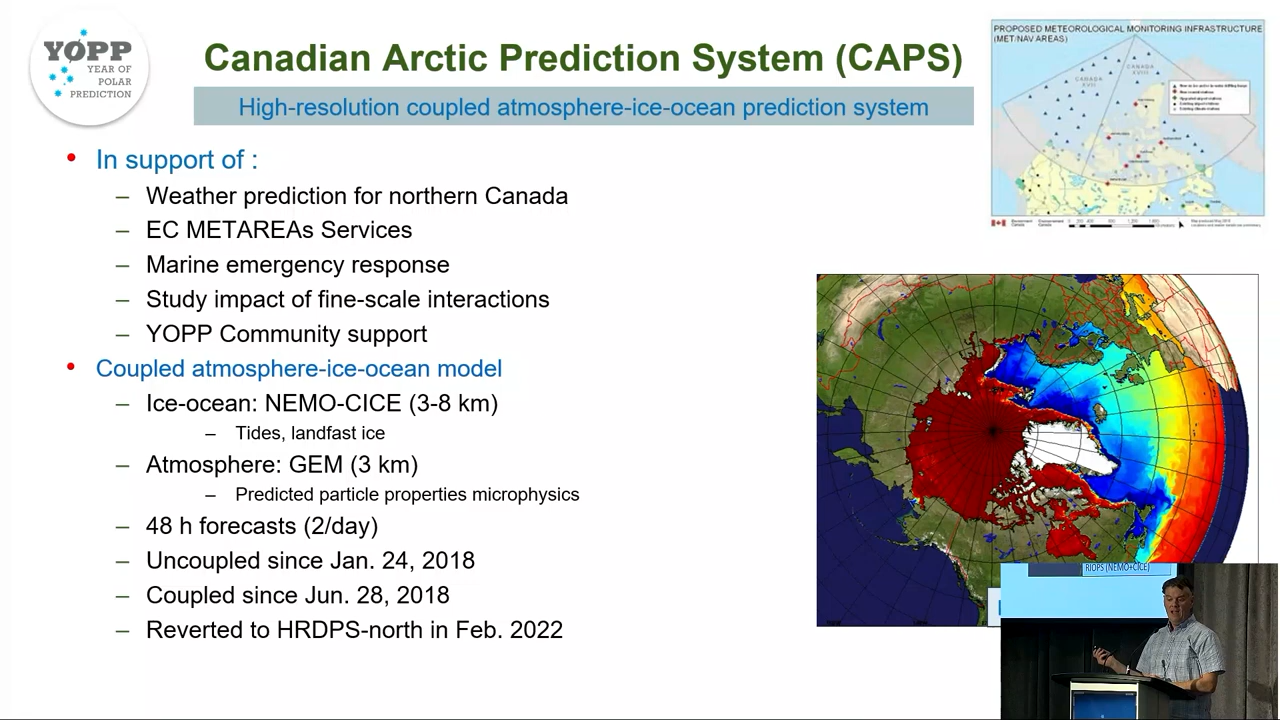 YOPP
YEAR OF
POLAR
PREDICTION
Canadian Arctic Prediction System (CAPS)
High-resolution coupled atmosphere-ice-ocean prediction system
PROPOSED METEOROLOGICAL MONITORING INFRASTRUCTURE
(MET/NAV AREAS)
CANADA
XVII
CANADA
XVIII
• In support of :
– Weather prediction for northern Canada
– EC METAREAs Services
– Marine emergency response
– Study impact of fine-scale interactions
– YOPP Community support
• Coupled atmosphere-ice-ocean model
– Ice-ocean: NEMO-CICE (3-8 km)
– Tides, landfast ice
– Atmosphere: GEM (3 km)
– Predicted particle properties microphysics
– 48 h forecasts (2/day)
– Uncoupled since Jan. 24, 2018
– Coupled since Jun. 28, 2018
– Reverted to HRDPS-north in Feb. 2022
RIOPS (NEMO+CICE)